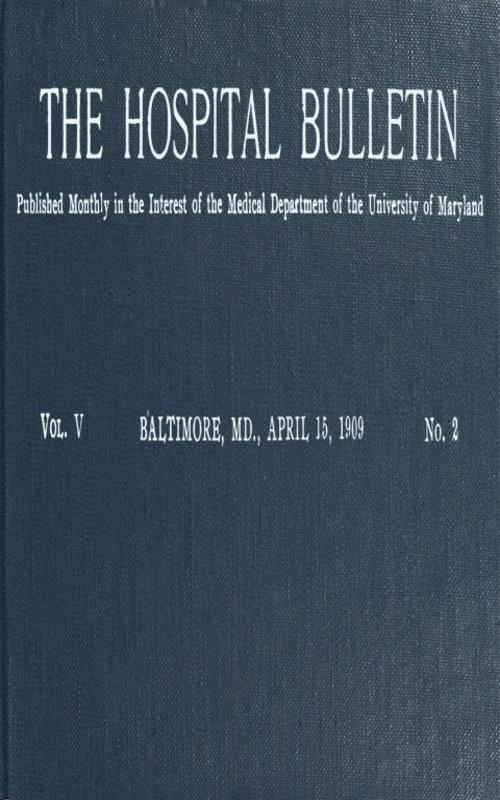 THE HOSPITAL BULLETIN
Published Monthly in the Interest of the Medical Department of the University of Maryland
VOL. V BALTIMORE, MD., APRIL 15, 1909 No. 2